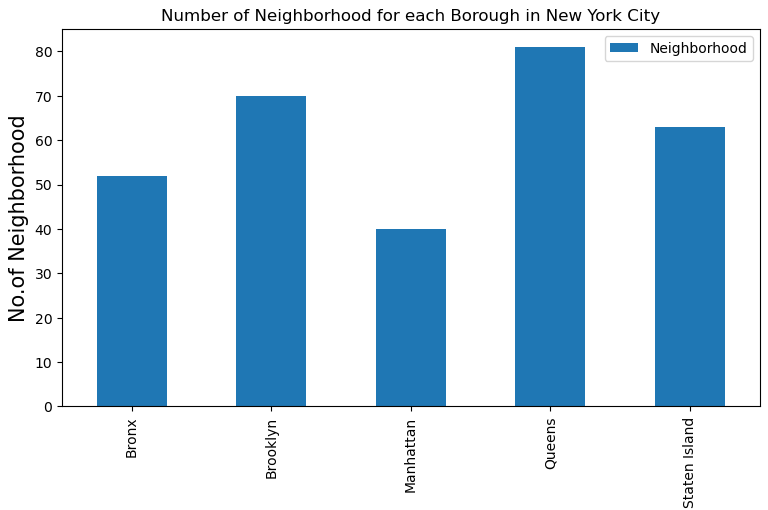 Number of Neighborhood for each Borough in New York City
Neighborhood
No.of Neighborhood
80
70
60
50
40
30
20
10
0
Bronx
Brooklyn
Manhattan
Queens
Staten Island